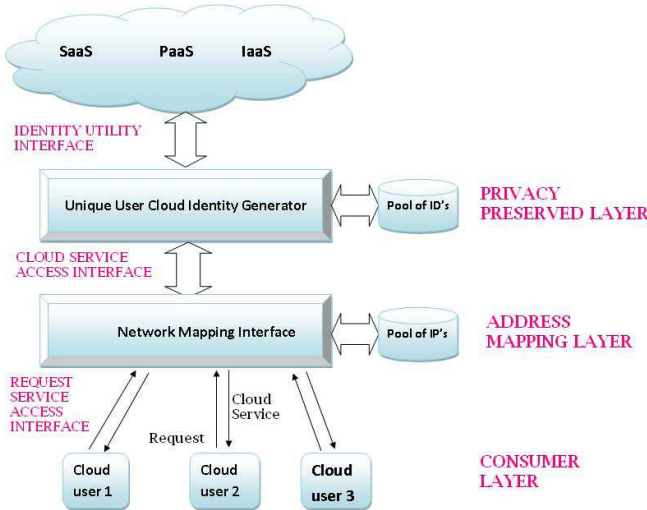 SaaS PaaS IaaS
IDENTITY UTILITY
INTERFACE
Unique User Cloud Identity Generator
Pool of ID's
PRIVACY
PRESERVED LAYER
CLOUD SERVICE
ACCESS INTERFACE
Network Mapping Interface
Pool of IP's
ADDRESS
MAPPING LAYER
REQUEST
SERVICE
ACCESS
INTERFACE
Request
Cloud
Service
Cloud
user 1
Cloud
user 2
Cloud
user 3
CONSUMER
LAYER